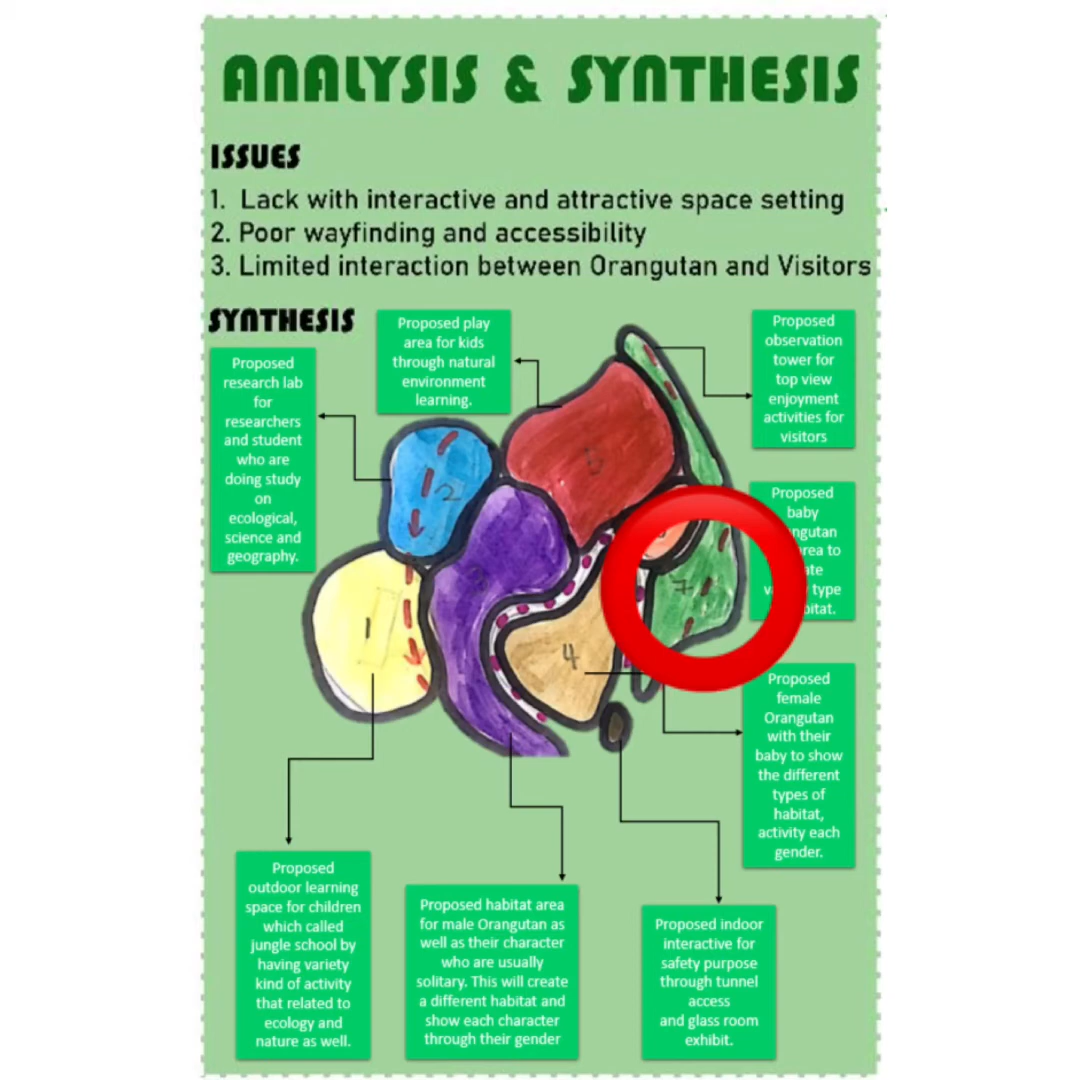 ANALYSIS & SYNTHESIS
ISSUES
1. Lack with interactive and attractive space setting
2. Poor wayfinding and accessibility
3. Limited interaction between Orangutan and Visitors
SYNTHESIS
Proposed
research lab
for
researchers
and student
who are
doing study
on
ecological,
science and
geography.
Proposed play
area for kids
through natural
environment
learning.
Proposed
observation
tower for
top view
enjoyment
activities for
visitors
Proposed
baby
to
type
2
3
1
4
7
Proposed
female
Orangutan
with their
baby to show
the different
types of
habitat,
activity each
gender.
Proposed
outdoor learning
space for children
which called
jungle school by
having variety
kind of activity
that related to
ecology and
nature as well.
Proposed habitat area
for male Orangutan as
well as their character
who are usually
solitary. This will create
a different habitat and
show each character
through their gender
Proposed indoor
interactive for
safety purpose
through tunnel
access
and glass room
exhibit.